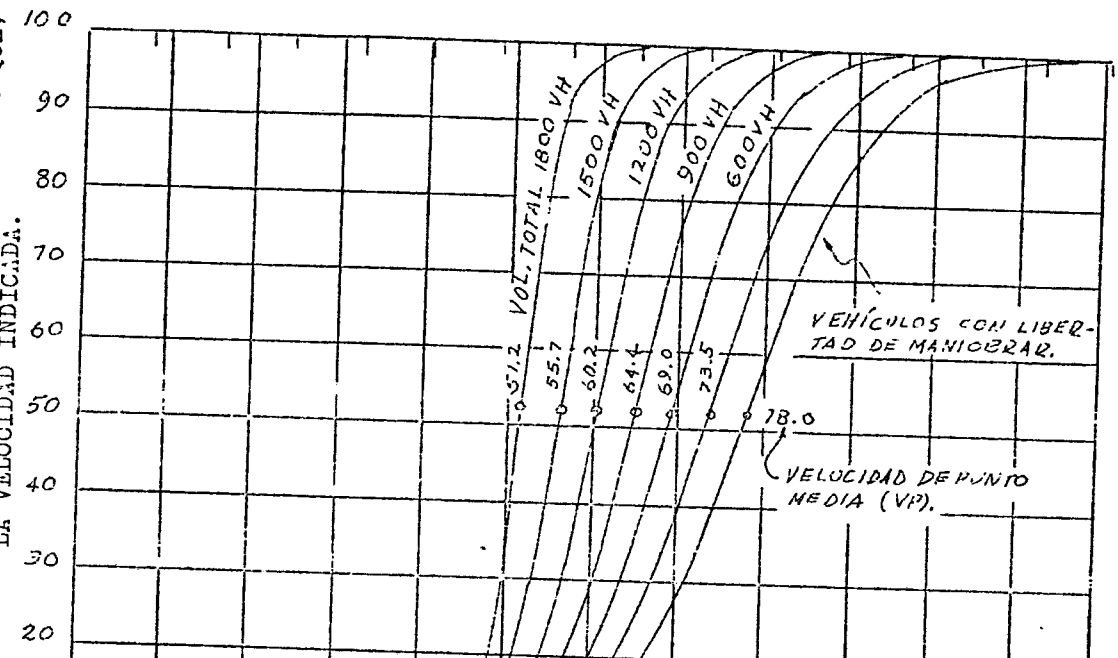 100
90
80
70
60
50
40
30
20
LA VELOCIDAD INDICADA.
VOL. TOTAL 1800 VH
1500 VH
1200 VH
900 VH
600 VH
VEHÍCULOS CON LIBER-
TAD DE MANIOBRAR.
51.2
55.7
60.2
64.4
69.0
73.5
78.0
VELOCIDAD DE PUNTO
MEDIA (VP).